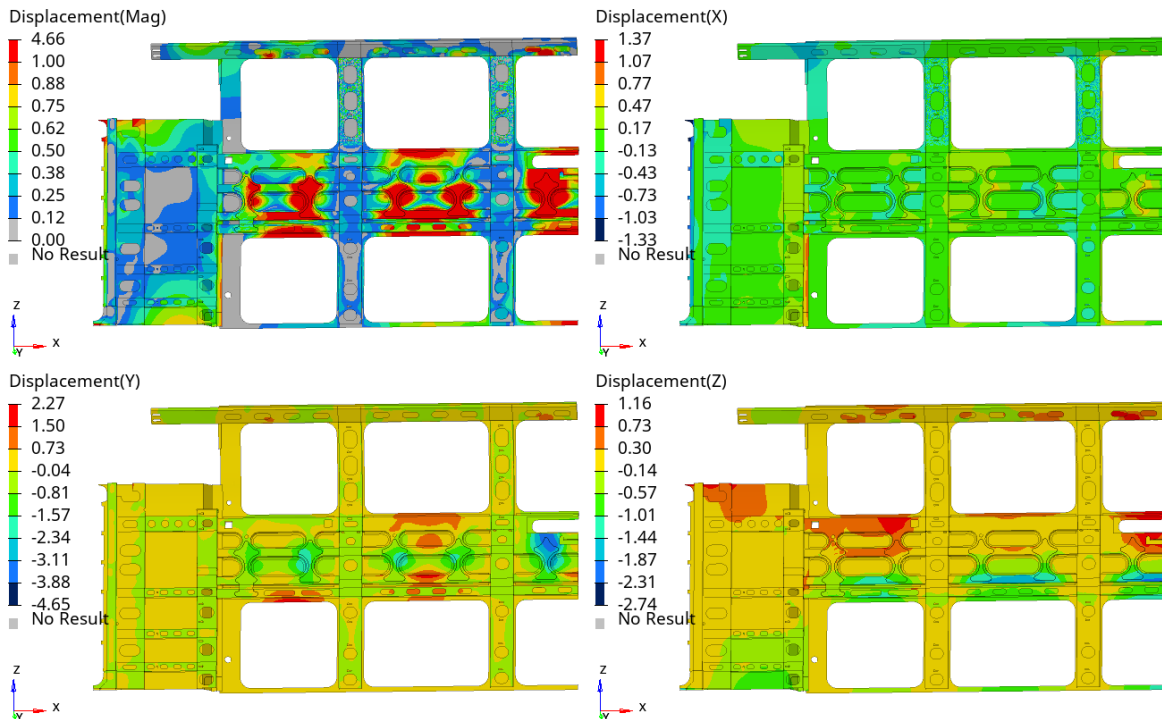 Displacement(Mag)
4.66
1.00
0.88
0.75
0.62
0.50
0.38
0.25
0.12
0.00
No Result
Z
Y
X
Displacement(X)
1.37
1.07
0.77
0.47
0.17
-0.13
-0.43
-0.73
-1.03
-1.33
No Result
Z
Y
X
Displacement(Y)
2.27
1.50
0.73
-0.04
-0.81
-1.57
-2.34
-3.11
-3.88
-4.65
No Result
Z
Y
X
Displacement(Z)
1.16
0.73
0.30
-0.14
-0.57
-1.01
-1.44
-1.87
-2.31
-2.74
No Result
Z
Y
X